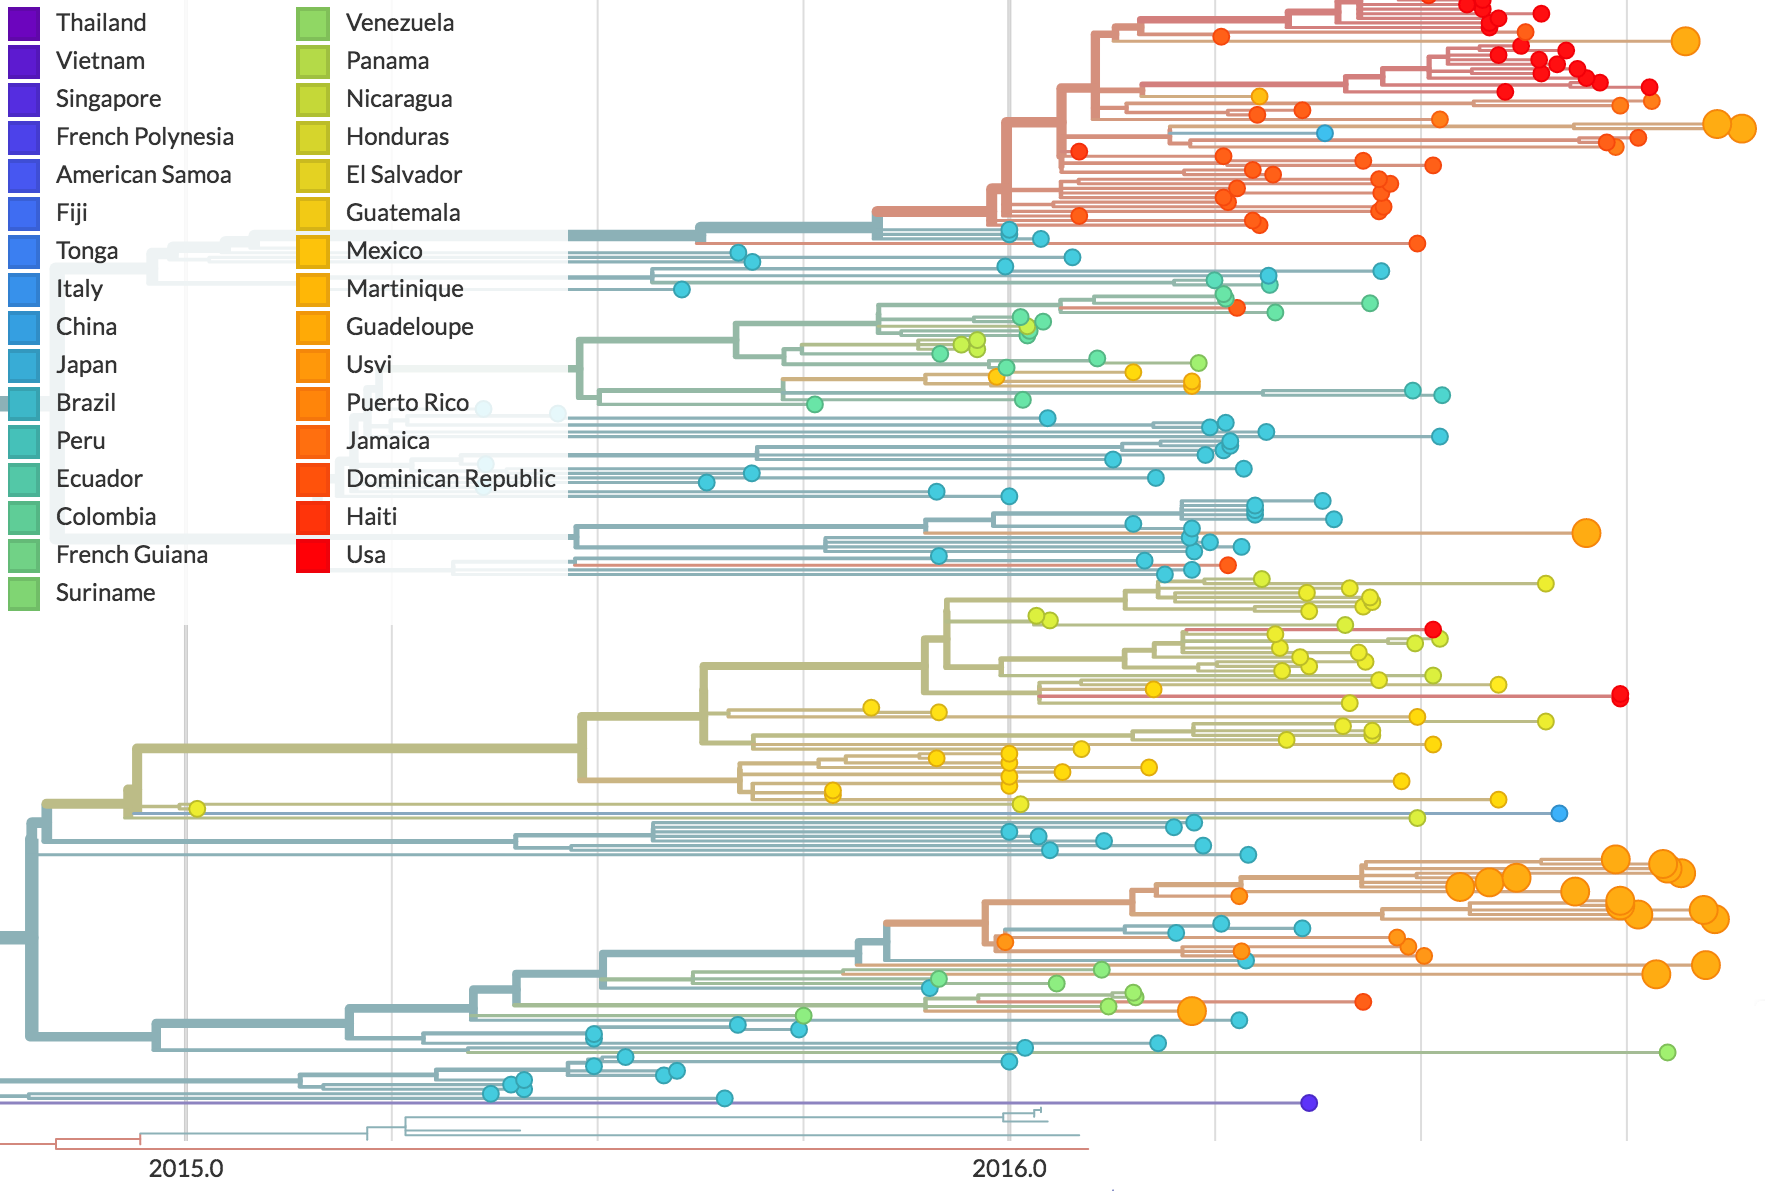 Thailand
Vietnam
Singapore
French Polynesia
American Samoa
Fiji
Tonga
Italy
China
Japan
Brazil
Peru
Ecuador
Colombia
French Guiana
Suriname
Venezuela
Panama
Nicaragua
Honduras
El Salvador
Guatemala
Mexico
Martinique
Guadeloupe
Usvi
Puerto Rico
Jamaica
Dominican Republic
Haiti
Usa
2015.0
2016.0